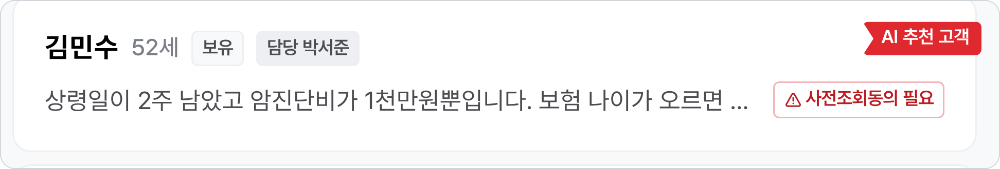 김민수 52세 보유 담당 박서준 AI 추천 고객
상령일이 2주 남았고 암진단비가 1천만원뿐입니다. 보험 나이가 오르면 ... 사전조회동의 필요